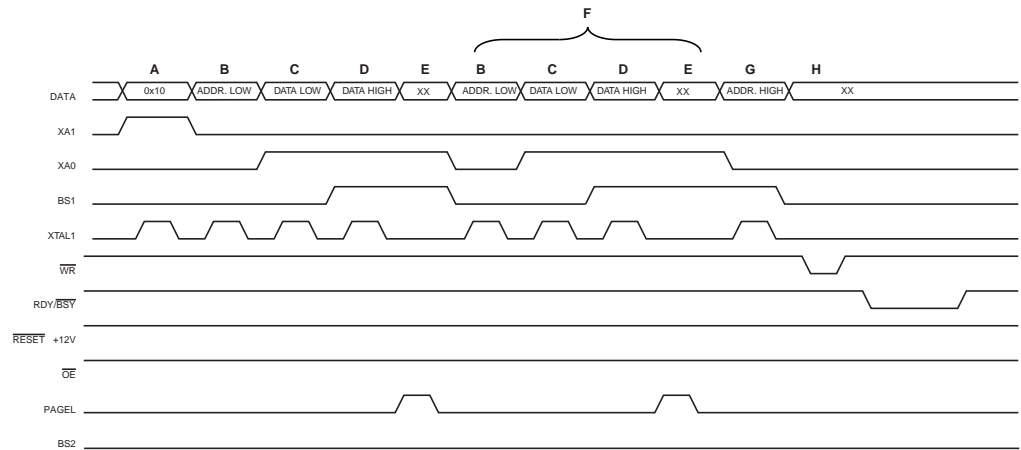 F
A B C D E B C D E G H
DATA 0x10 ADDR. LOW DATA LOW DATA HIGH XX ADDR. LOW DATA LOW DATA HIGH XX ADDR. HIGH XX
XA1
XA0
BS1
XTAL1
WR
RDY/BSY
RESET +12V
OE
PAGEL
BS2